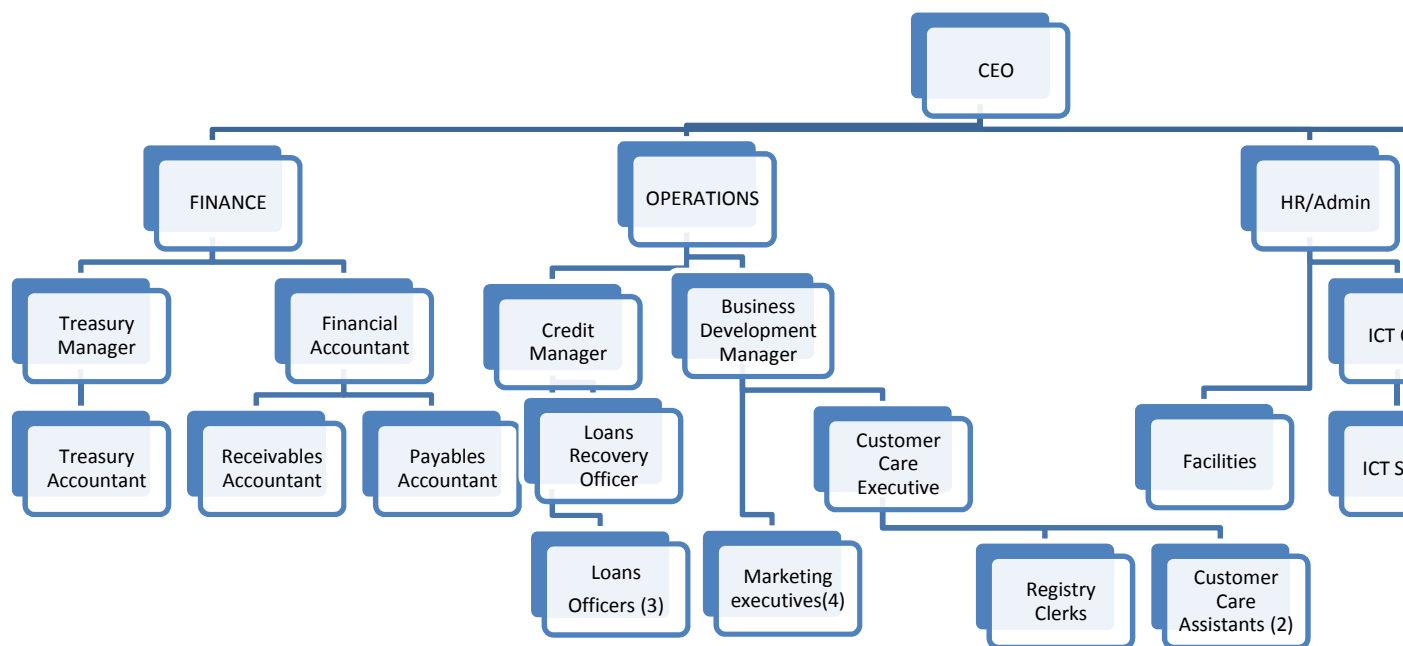 CEO
FINANCE
OPERATIONS
HR/Admin
Treasury
Manager
Financial
Accountant
Credit
Manager
Business
Development
Manager
ICT
Treasury
Accountant
Receivables
Accountant
Payables
Accountant
Loans
Recovery
Officer
Customer
Care
Executive
Facilities
ICT
Loans
Officers (3)
Marketing
executives(4)
Registry
Clerks
Customer
Care
Assistants (2)